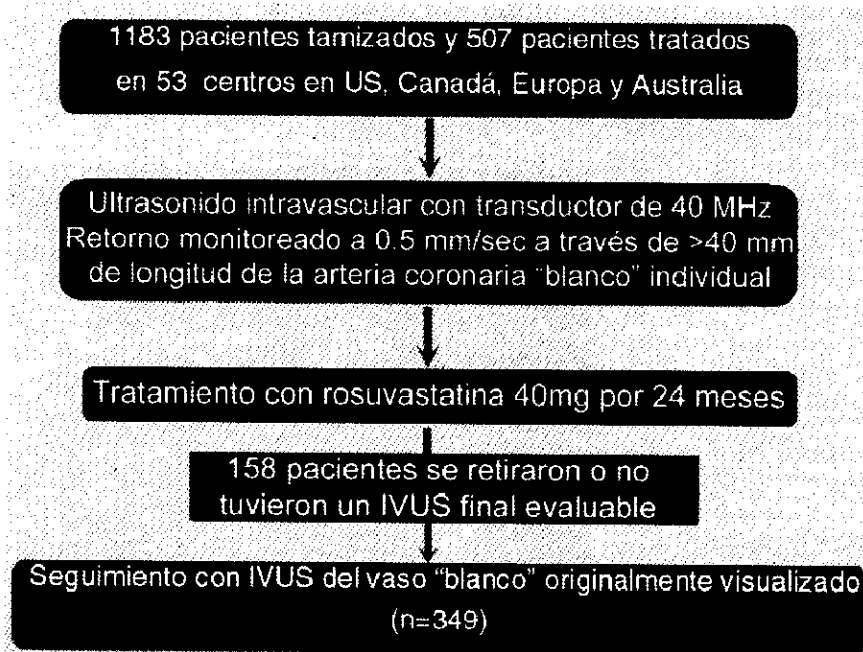 1183 pacientes tamizados y 507 pacientes tratados
en 53 centros en US, Canadá, Europa y Australia
Ultrasonido intravascular con transductor de 40 MHz
Retorno monitoreado a 0.5 mm/sec a través de >40 mm
de longitud de la arteria coronaria “blanco” individual
Tratamiento con rosuvastatina 40mg por 24 meses
158 pacientes se retiraron o no
tuvieron un IVUS final evaluable
Seguimiento con IVUS del vaso “blanco” originalmente visualizado
(n=349)